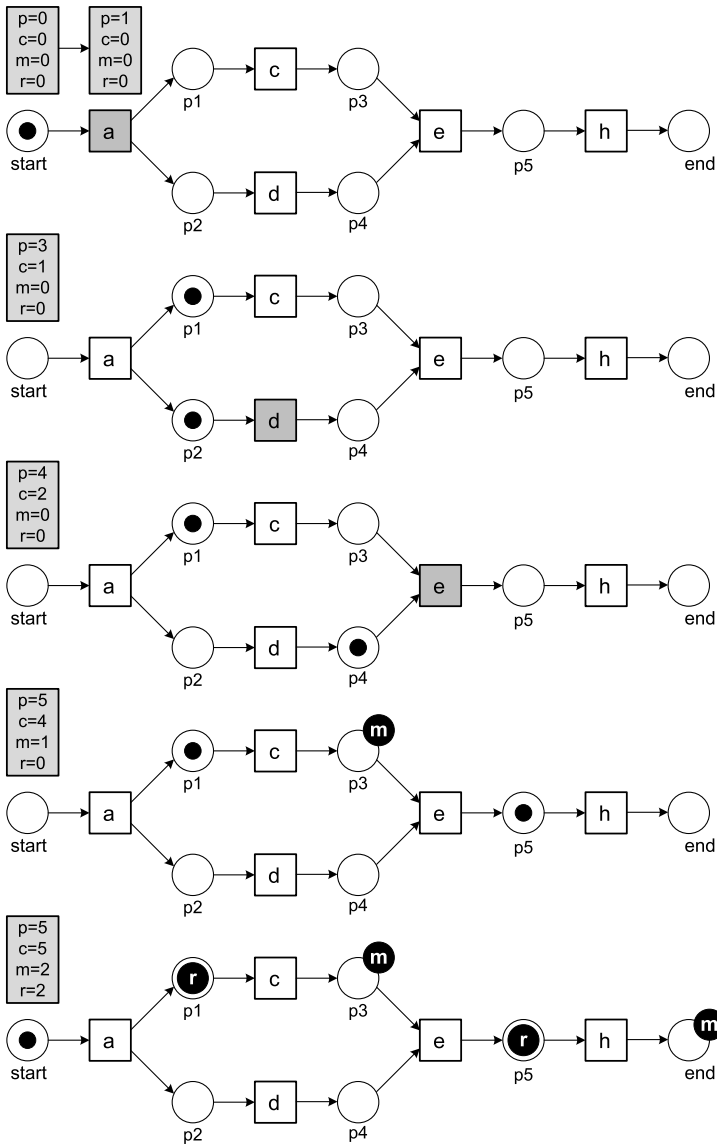 p=0 p=1
c=0 c=0
m=0 m=0
r=0 r=0
p1 c p3
start a e p5 h end
p2 d p4
p=3
c=1
m=0
r=0
p1 c p3
start a e p5 h end
p2 d p4
p=4
c=2
m=0
r=0
p1 c p3
start a e p5 h end
p2 d p4
p=5
c=4
m=1
r=0
m
p1 c p3
start a e p5 h end
p2 d p4
p=5
c=5
m=2
r=2
m
r
p1 c p3
m
start a e r p5 h end
p2 d p4